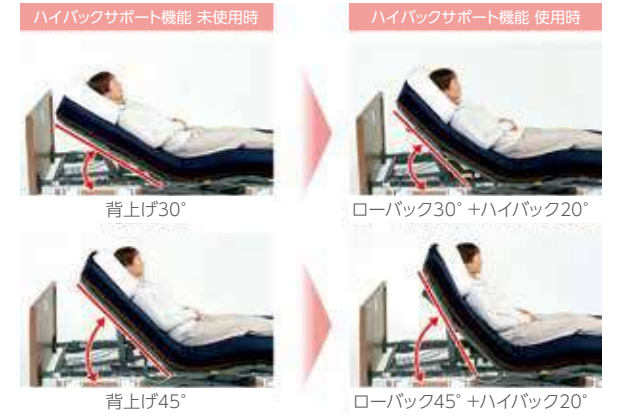 ハイバックサポート機能 未使用時
ハイバックサポート機能 使用時
背上げ30°
ローバック30°+ハイバック20°
背上げ45°
ローバック45°+ハイバック20°